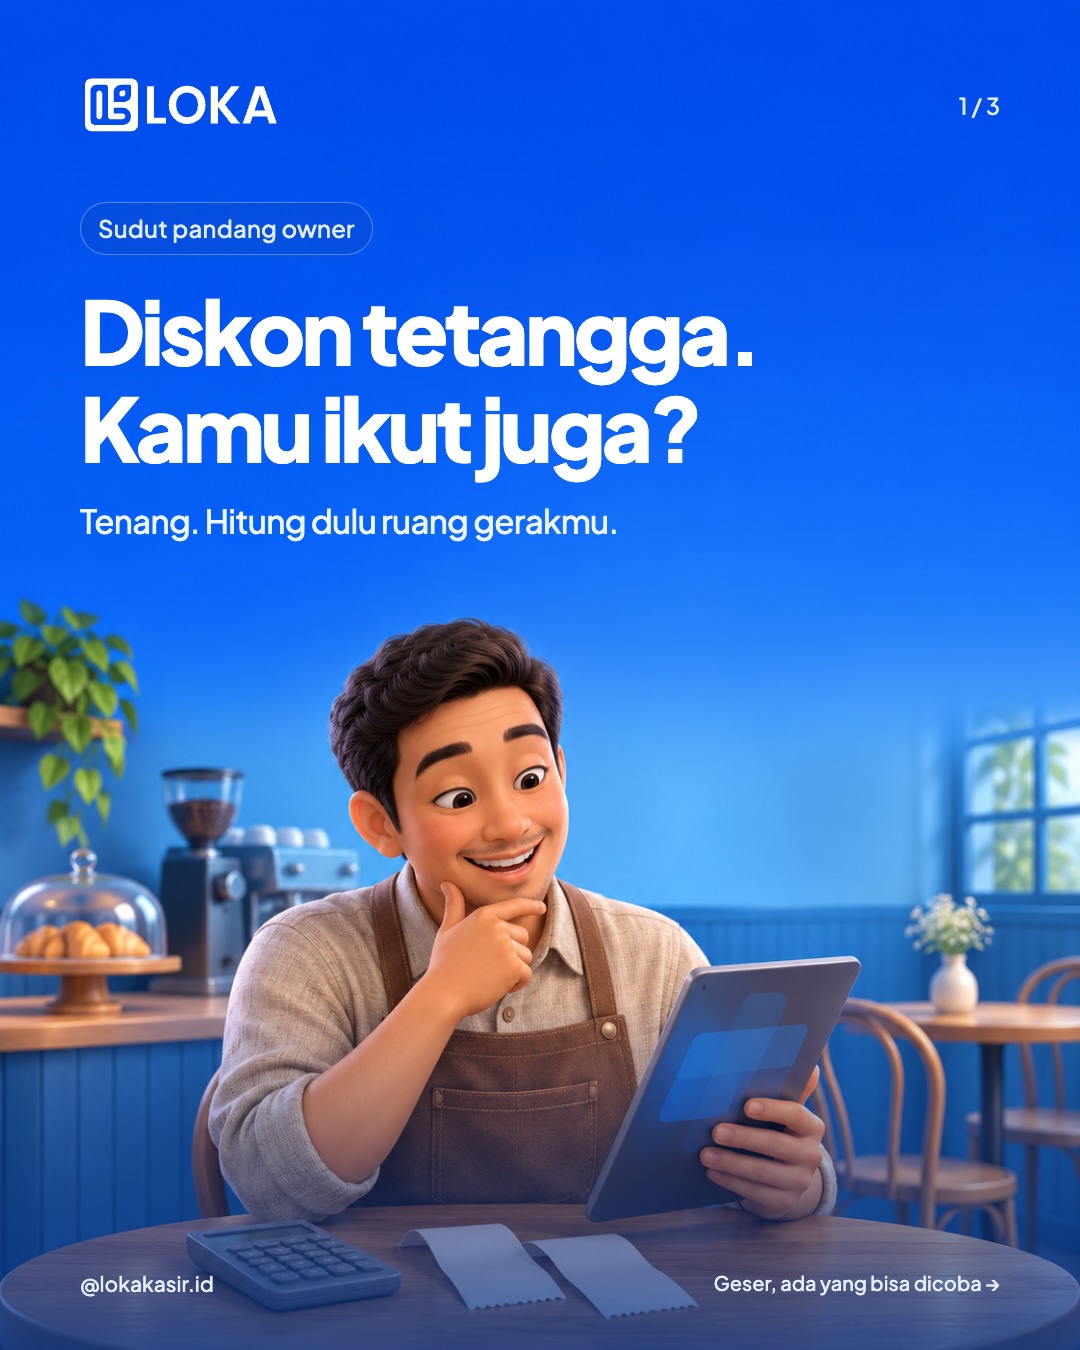 LOKA
1/3
Sudut pandang owner
Diskon tetangga.
Kamu ikut juga?
Tenang. Hitung dulu ruang gerakmu.
@lokakasir.id
Geser, ada yang bisa dicoba →